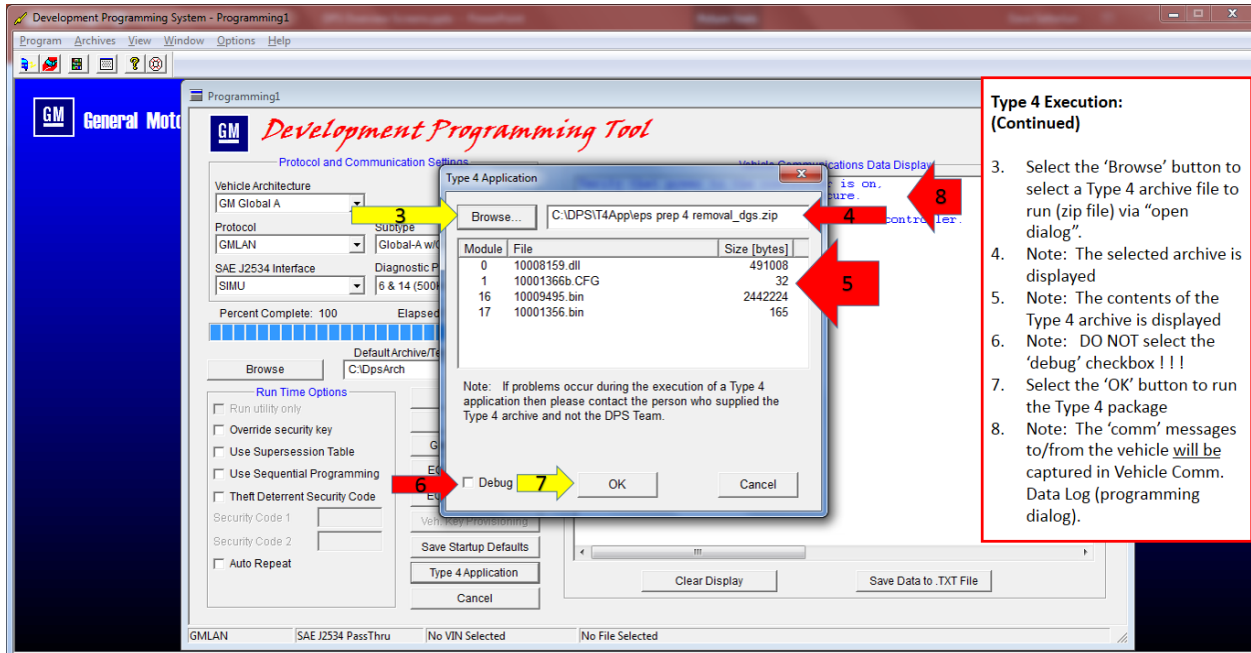 Development Programming System - Programming1
Program Archives View Window Options Help
GM General Moto
Programming1
GM Development Programming Tool
Protocol and Communication Settings
Vehicle Communications Data Display
Vehicle Architecture
GM Global A
Protocol
Subtype
GMLAN
Global-A w/G
SAE J2534 Interface
Diagnostic P
SIMU
6 & 14 (500k
Percent Complete: 100
Elapsed
Default Archive/Te
Browse
C:\DpsArch
Run Time Options
Run utility only
Override security key
Use Supersession Table
Use Sequential Programming
Theft Deterrent Security Code
Security Code 1
Security Code 2
Auto Repeat
G
EC
EC
Veh. Key Provisioning
Save Startup Defaults
Type 4 Application
Cancel
r is on,
cure.
controller.
Clear Display
Save Data to .TXT File
GMLAN
SAE J2534 PassThru
No VIN Selected
No File Selected
Type 4 Application
3
Browse...
C:\DPS\T4App\eps prep 4 removal_dgs.zip
4
Module File Size [bytes]
0 10008159.dll 491008
1 10001366b.CFG 32
16 10009495.bin 2442224
17 10001356.bin 165
5
8
Note: If problems occur during the execution of a Type 4
application then please contact the person who supplied the
Type 4 archive and not the DPS Team.
6
Debug
7
OK
Cancel
Type 4 Execution:
(Continued)
3. Select the ‘Browse’ button to
select a Type 4 archive file to
run (zip file) via “open
dialog”.
4. Note: The selected archive is
displayed
5. Note: The contents of the
Type 4 archive is displayed
6. Note: DO NOT select the
‘debug’ checkbox ! ! !
7. Select the ‘OK’ button to run
the Type 4 package
8. Note: The ‘comm’ messages
to/from the vehicle will be
captured in Vehicle Comm.
Data Log (programming
dialog).